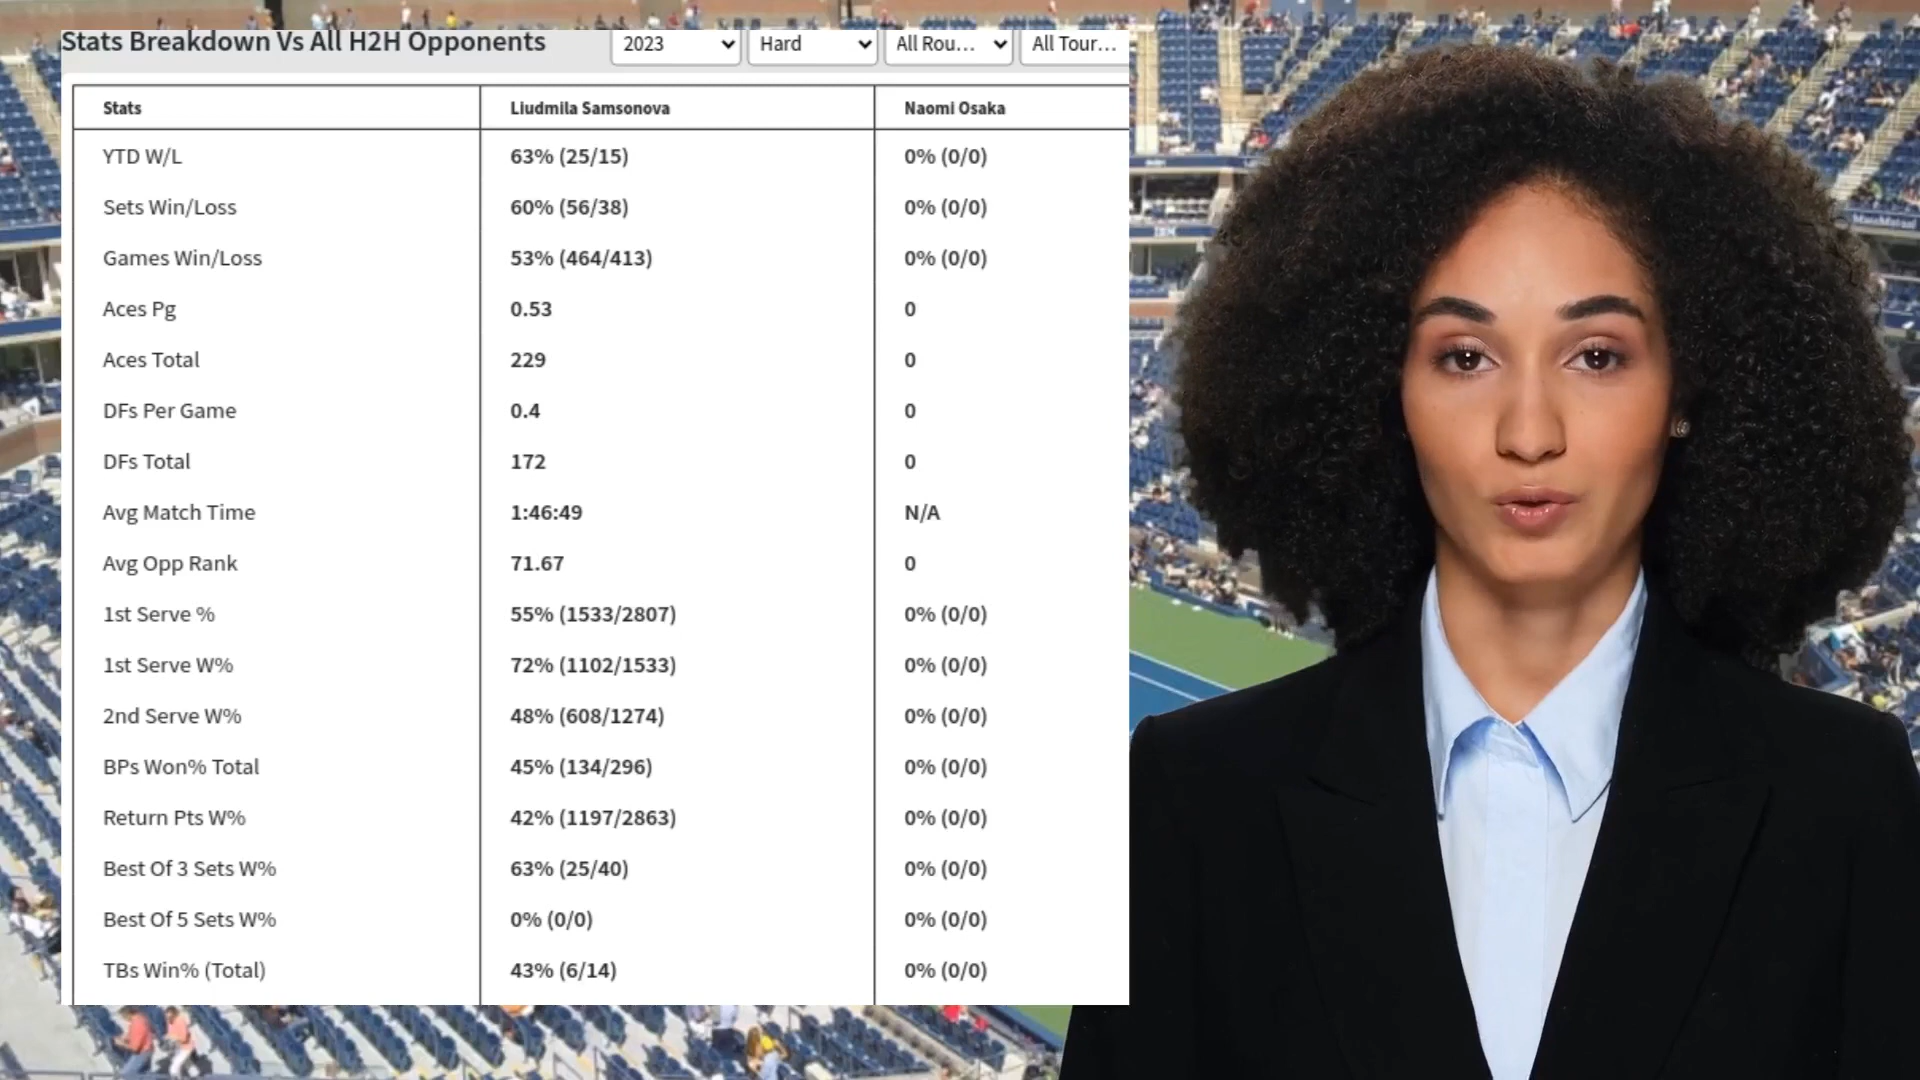 Stats Breakdown Vs All H2H Opponents 2023 Hard All Rou... All Tour...
Stats Liudmila Samsonova Naomi Osaka
YTD W/L 63% (25/15) 0% (0/0)
Sets Win/Loss 60% (56/38) 0% (0/0)
Games Win/Loss 53% (464/413) 0% (0/0)
Aces Pg 0.53 0
Aces Total 229 0
DFs Per Game 0.4 0
DFs Total 172 0
Avg Match Time 1:46:49 N/A
Avg Opp Rank 71.67 0
1st Serve % 55% (1533/2807) 0% (0/0)
1st Serve W% 72% (1102/1533) 0% (0/0)
2nd Serve W% 48% (608/1274) 0% (0/0)
BPs Won% Total 45% (134/296) 0% (0/0)
Return Pts W% 42% (1197/2863) 0% (0/0)
Best Of 3 Sets W% 63% (25/40) 0% (0/0)
Best Of 5 Sets W% 0% (0/0) 0% (0/0)
TBs Win% (Total) 43% (6/14) 0% (0/0)
IBM